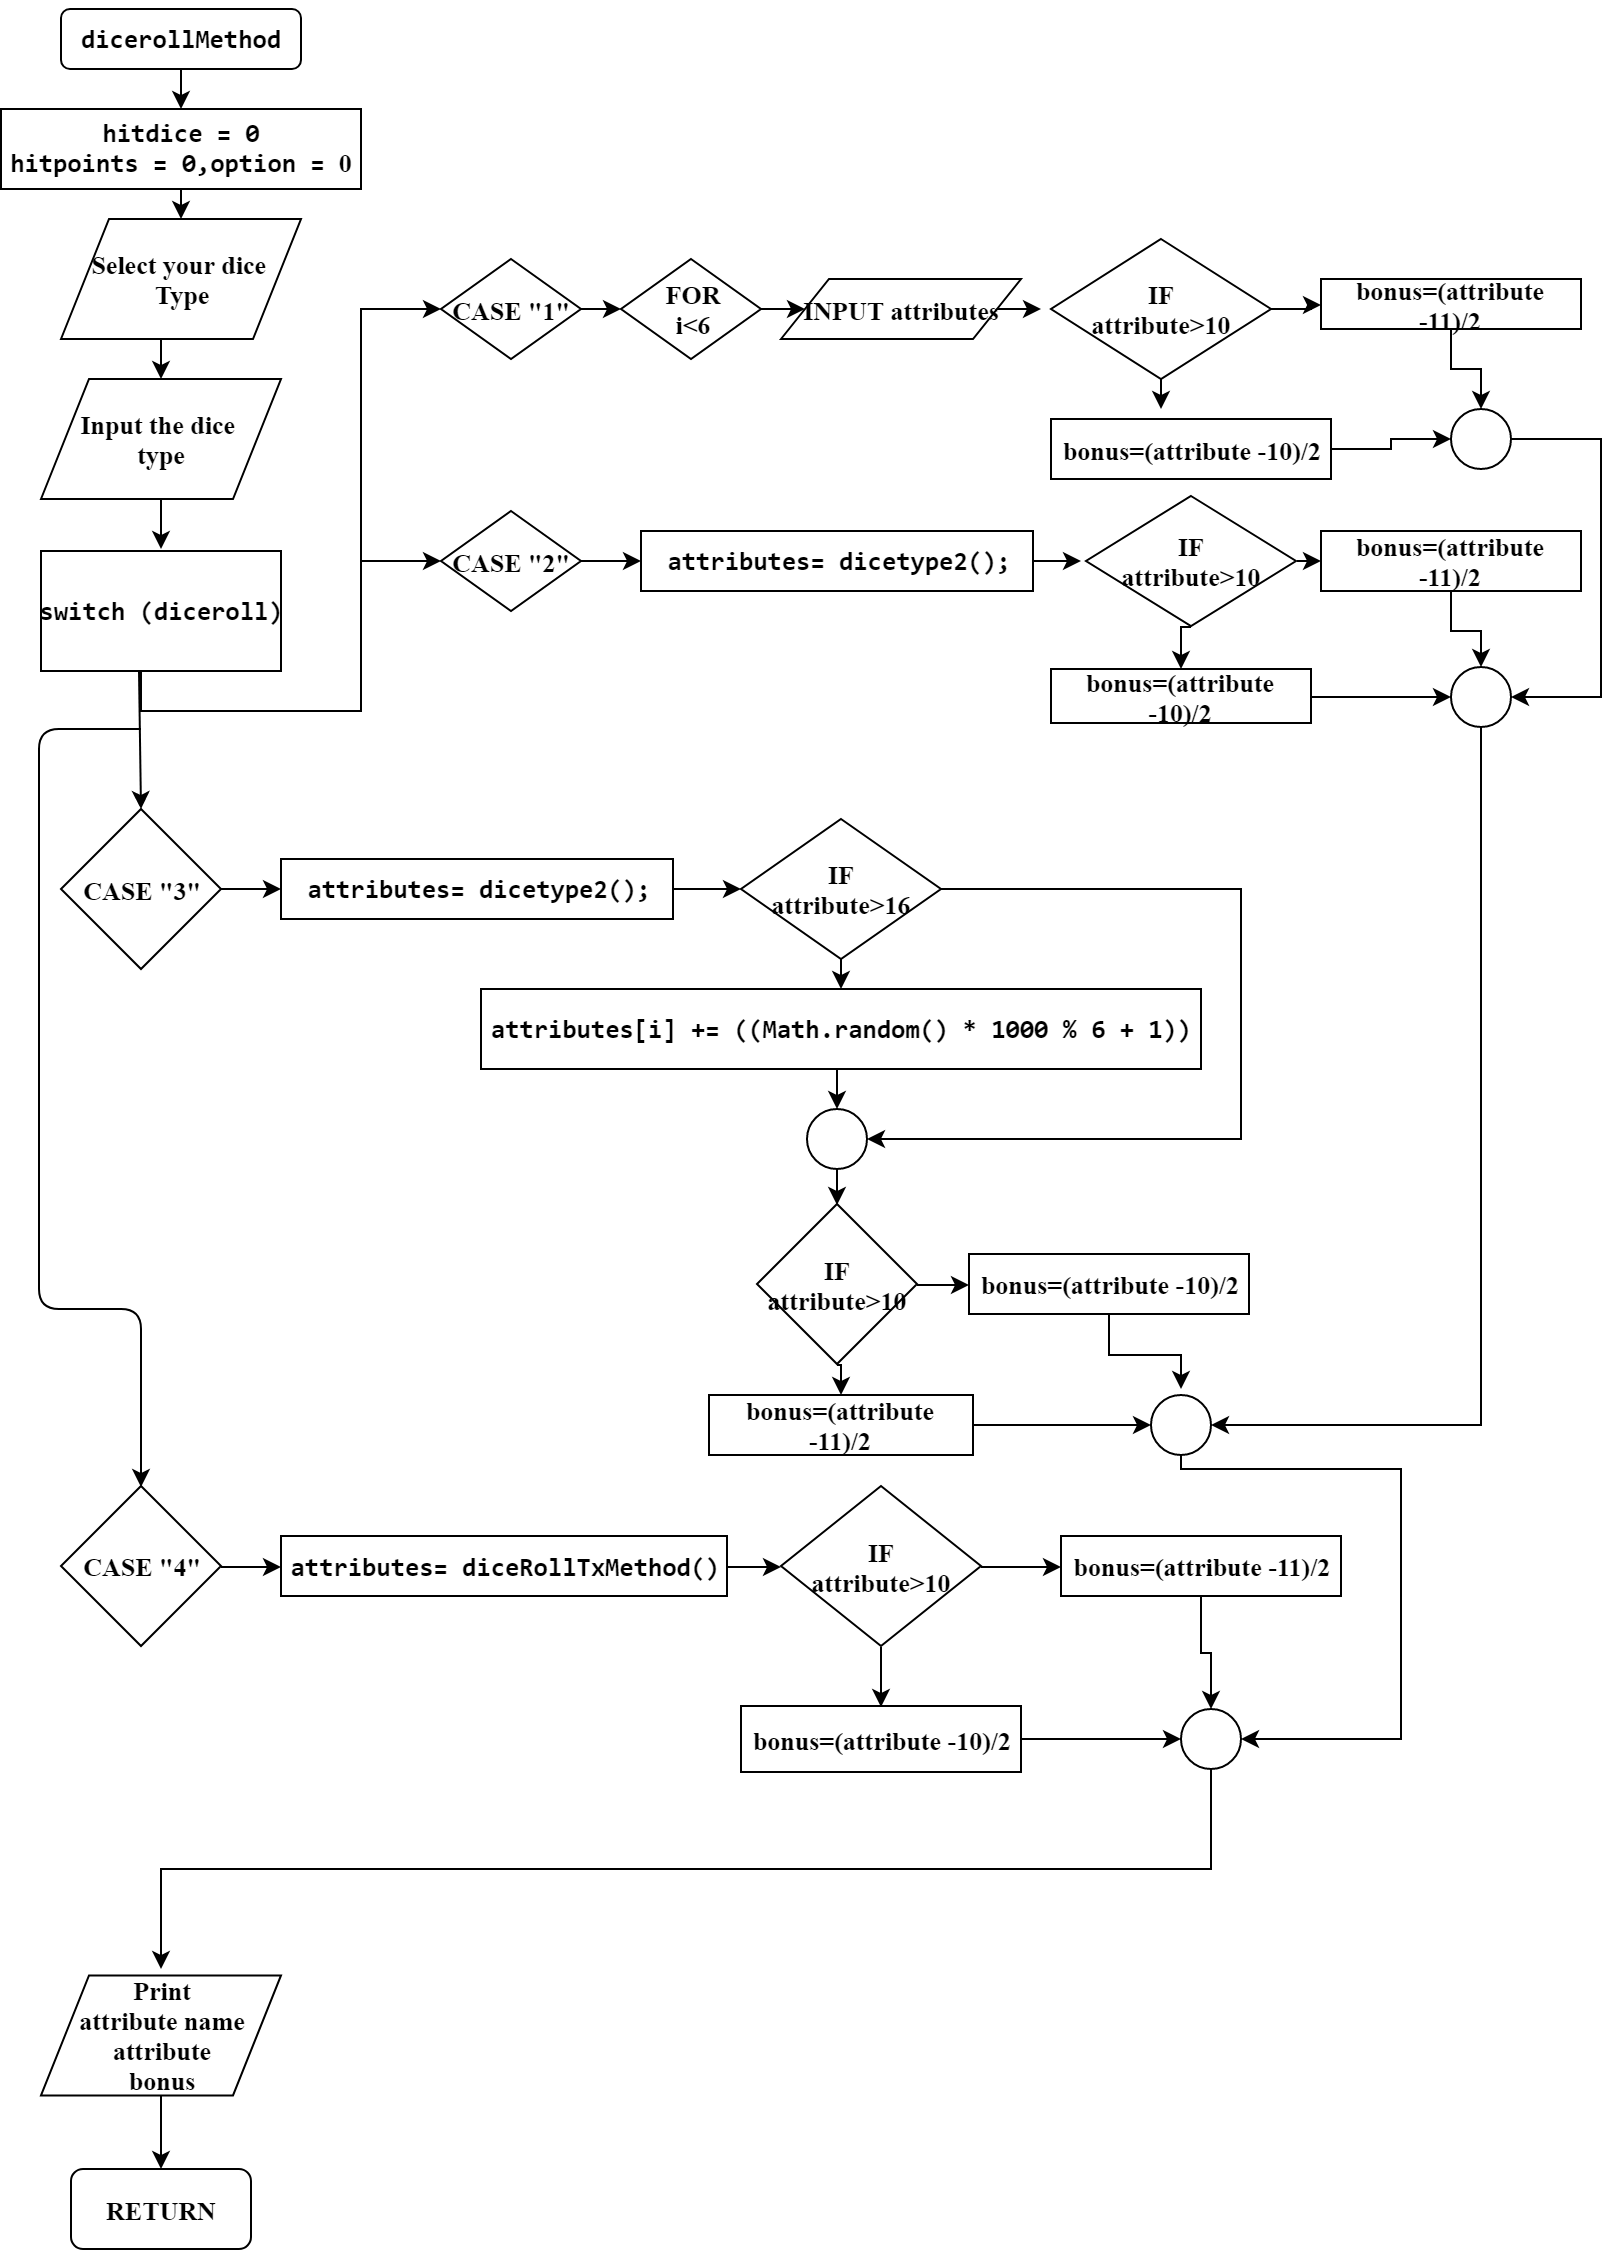 dicerollMethod
hitdice = 0
hitpoints = 0,option = 0
Select your dice
Type
Input the dice
type
switch (diceroll)
CASE "1"
FOR
i<6
INPUT attributes
IF
attribute>10
bonus=(attribute
-11)/2
bonus=(attribute -10)/2
CASE "2"
attributes= dicetype2();
IF
attribute>10
bonus=(attribute
-11)/2
bonus=(attribute
-10)/2
CASE "3"
attributes= dicetype2();
IF
attribute>16
attributes[i] += ((Math.random() * 1000 % 6 + 1))
IF
attribute>10
bonus=(attribute -10)/2
bonus=(attribute
-11)/2
CASE "4"
attributes= diceRollTxMethod()
IF
attribute>10
bonus=(attribute -11)/2
bonus=(attribute -10)/2
Print
attribute name
attribute
bonus
RETURN